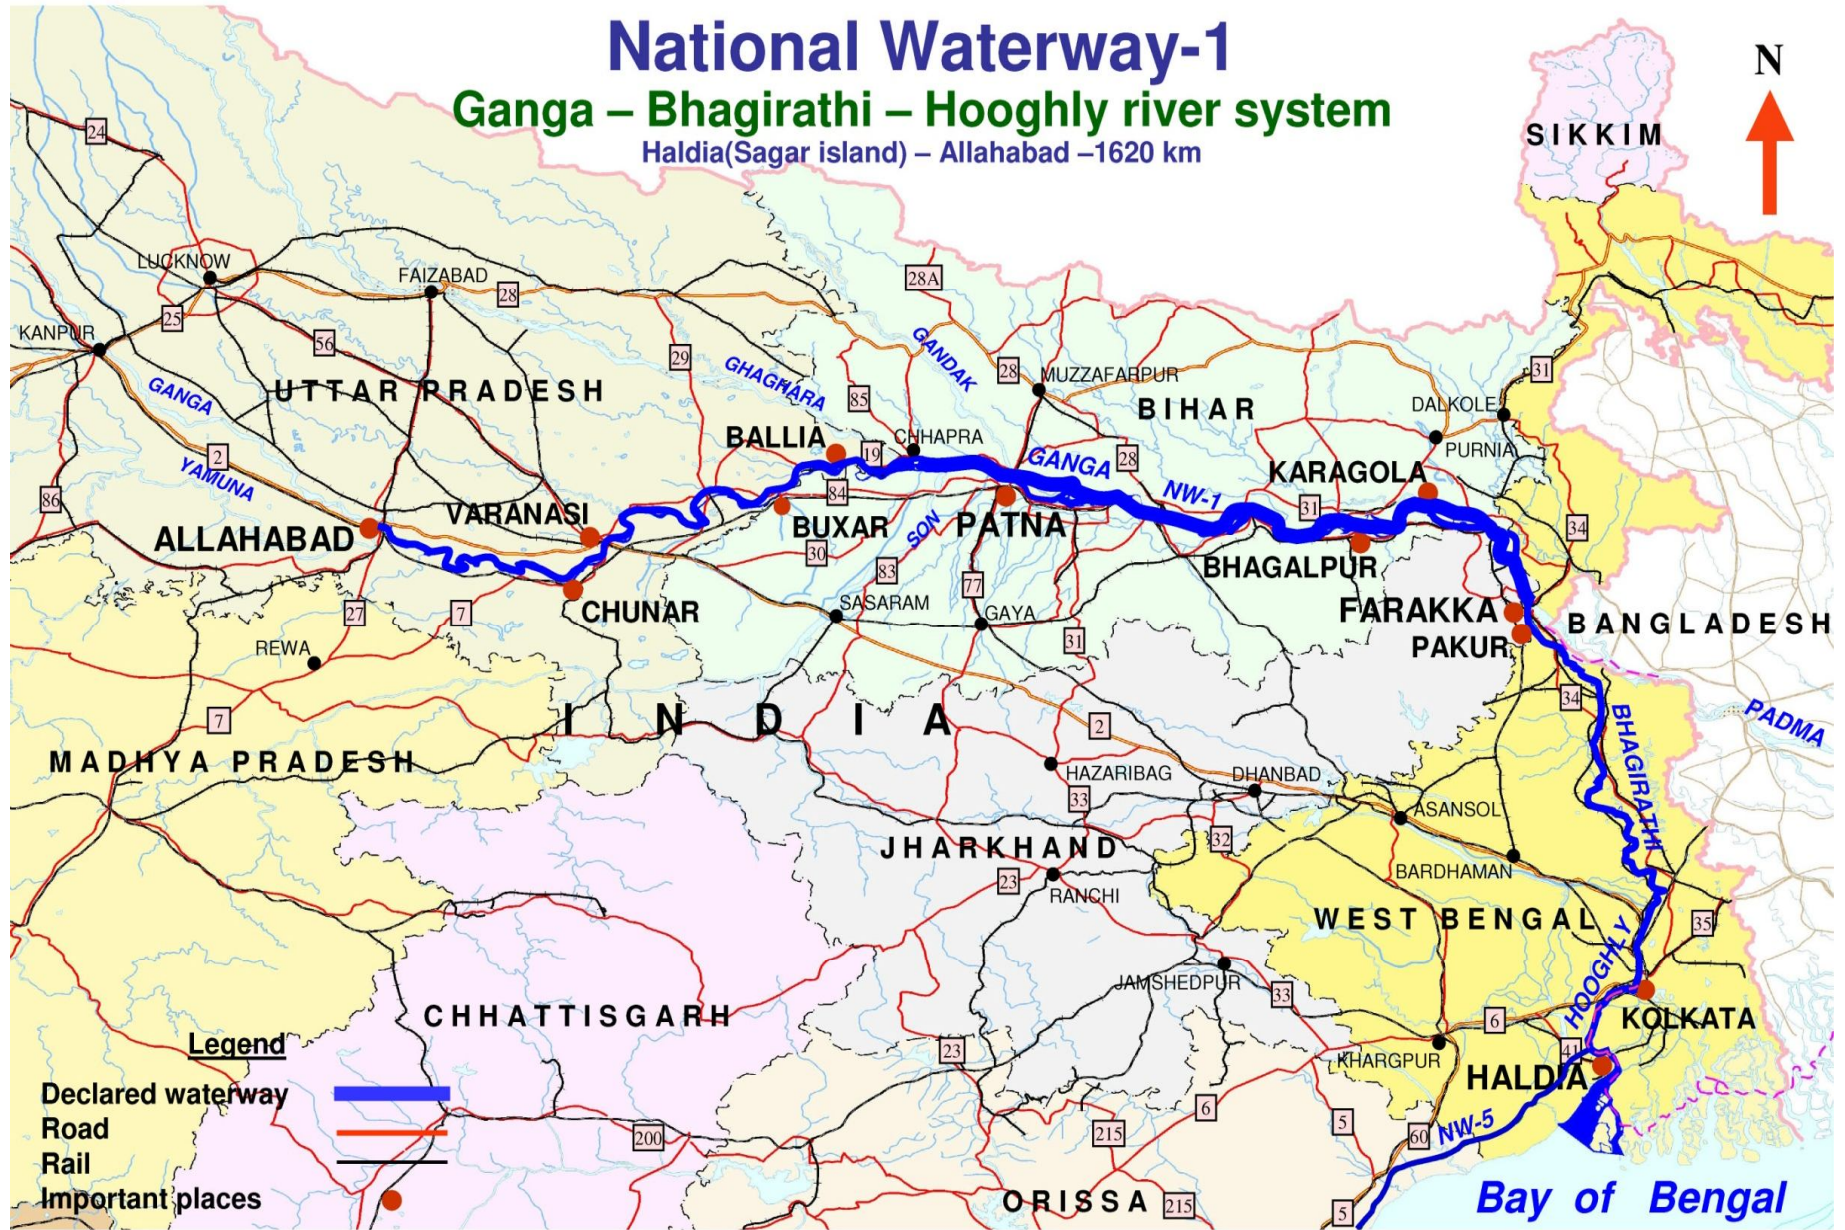 National Waterway-1
Ganga – Bhagirathi – Hooghly river system
Haldia(Sagar island) – Allahabad –1620 km
N
SIKKIM
24
LUCKNOW
FAIZABAD
28
28A
25
KANPUR
56
29
GHAGHARA
GANDAK
28
MUZZAFARPUR
31
GANGA
UTTAR PRADESH
85
BIHAR
DALKOLE
PURNIA
2
YAMUNA
BALLIA
19
CHHAPRA
GANGA
28
KARAGOLA
86
84
NW-1
31
34
ALLAHABAD
VARANASI
BUXAR
SON
PATNA
30
83
77
BHAGALPUR
27
7
CHUNAR
SASARAM
GAYA
31
FARAKKA
PAKUR
BANGLADESH
REWA
34
7
INDIA
2
BHAGIRATHI
PADMA
MADHYA PRADESH
HAZARIBAG
DHANBAD
33
ASANSOL
JHARKHAND
32
23
RANCHI
BARDHAMAN
WEST BENGAL
35
HOOGHLY
JAMSHEDPUR
33
CHHATTISGARH
6
KOLKATA
23
KHARGPUR
41
HALDIA
6
5
60
NW-5
200
215
ORISSA
215
5
Bay of Bengal
Legend
Declared waterway
Road
Rail
Important places